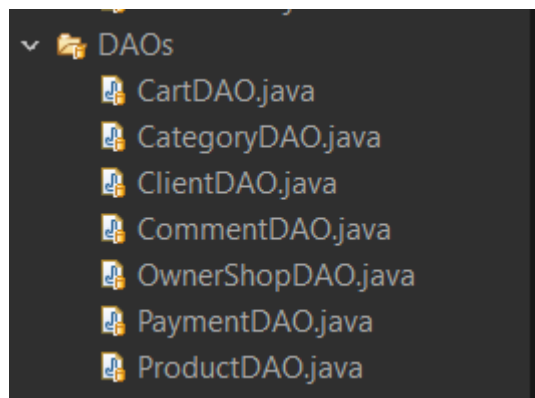 DAOs
CartDAO.java
CategoryDAO.java
ClientDAO.java
CommentDAO.java
OwnerShopDAO.java
PaymentDAO.java
ProductDAO.java